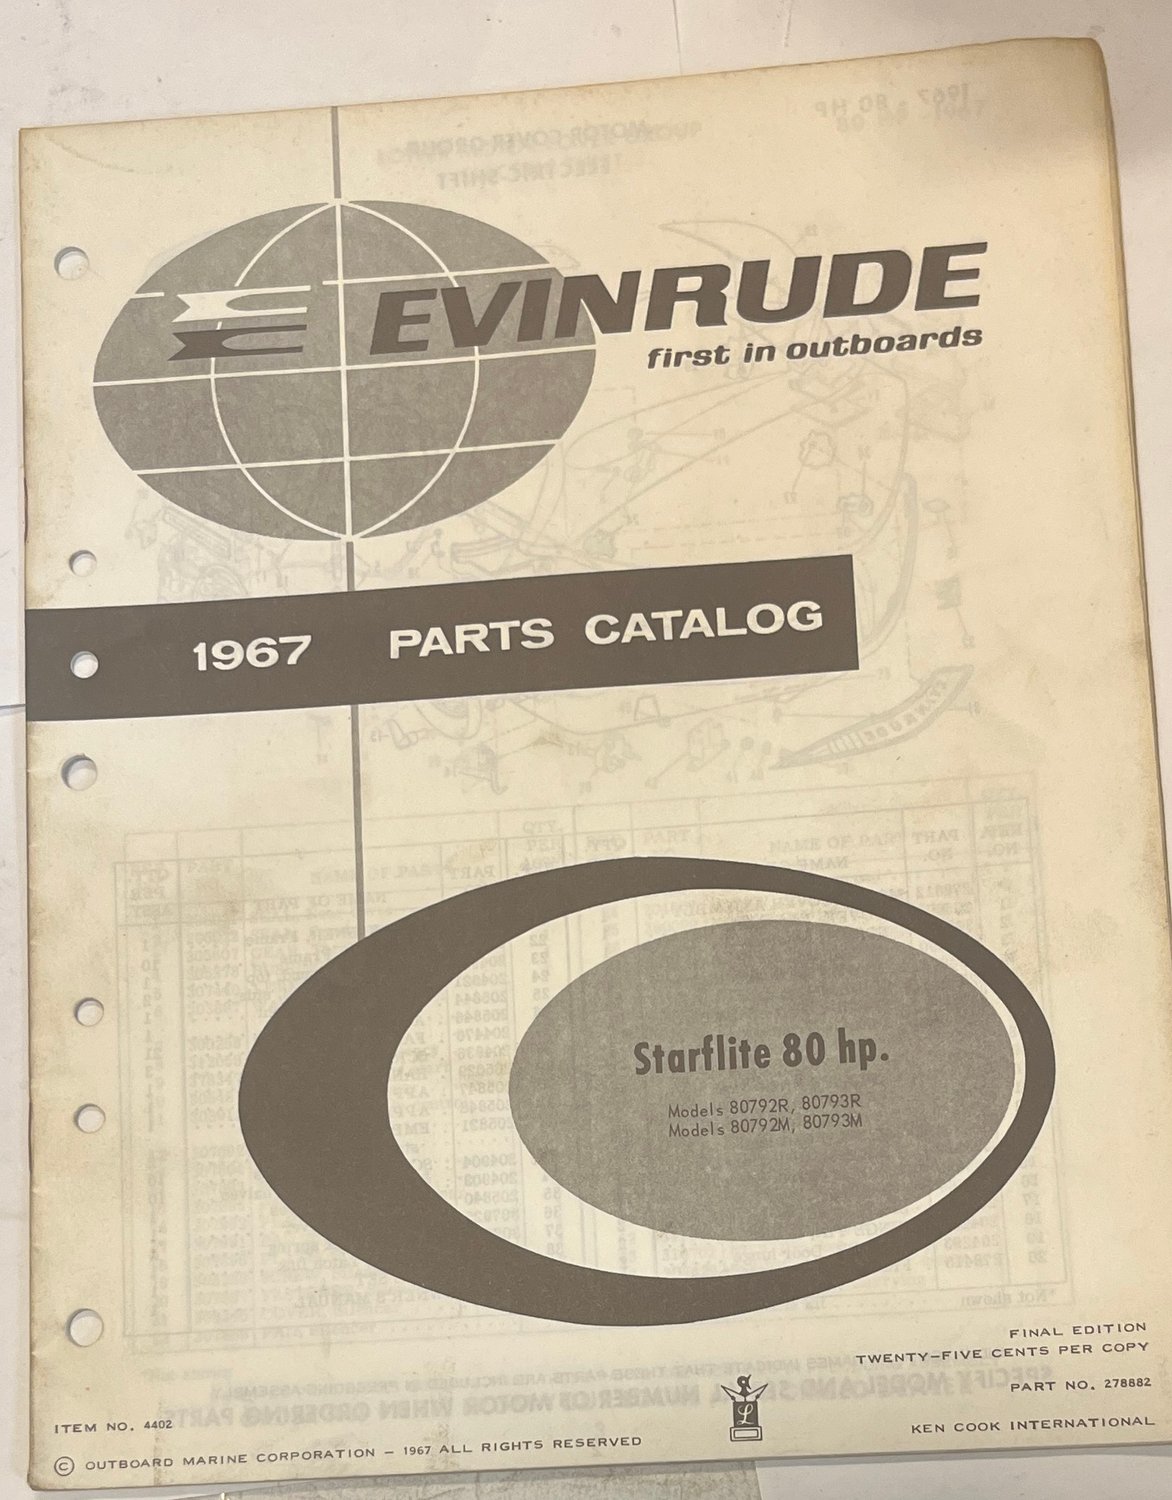 EVINRUDE
first in outboards
1967 PARTS CATALOG
Starflite 80 hp.
Models 80792R, 80793R
Models 80792M, 80793M
FINAL EDITION
TWENTY-FIVE CENTS PER COPY
PART NO. 278882
KEN COOK INTERNATIONAL
ITEM NO. 4402
© OUTBOARD MARINE CORPORATION – 1967 ALL RIGHTS RESERVED
L